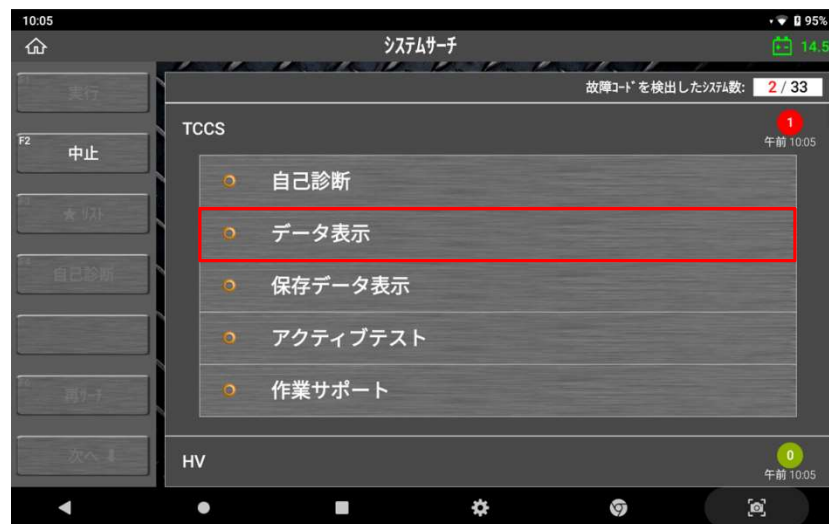 10:05
95%
システムサーチ
14.5
故障コードを検出したシステム数: 2 / 33
F1
実行
TCCS
1
午前 10:05
F2
中止
自己診断
★ リスト
データ表示
自己診断
保存データ表示
アクティブテスト
再サーチ
作業サポート
次へ
HV
0
午前 10:05